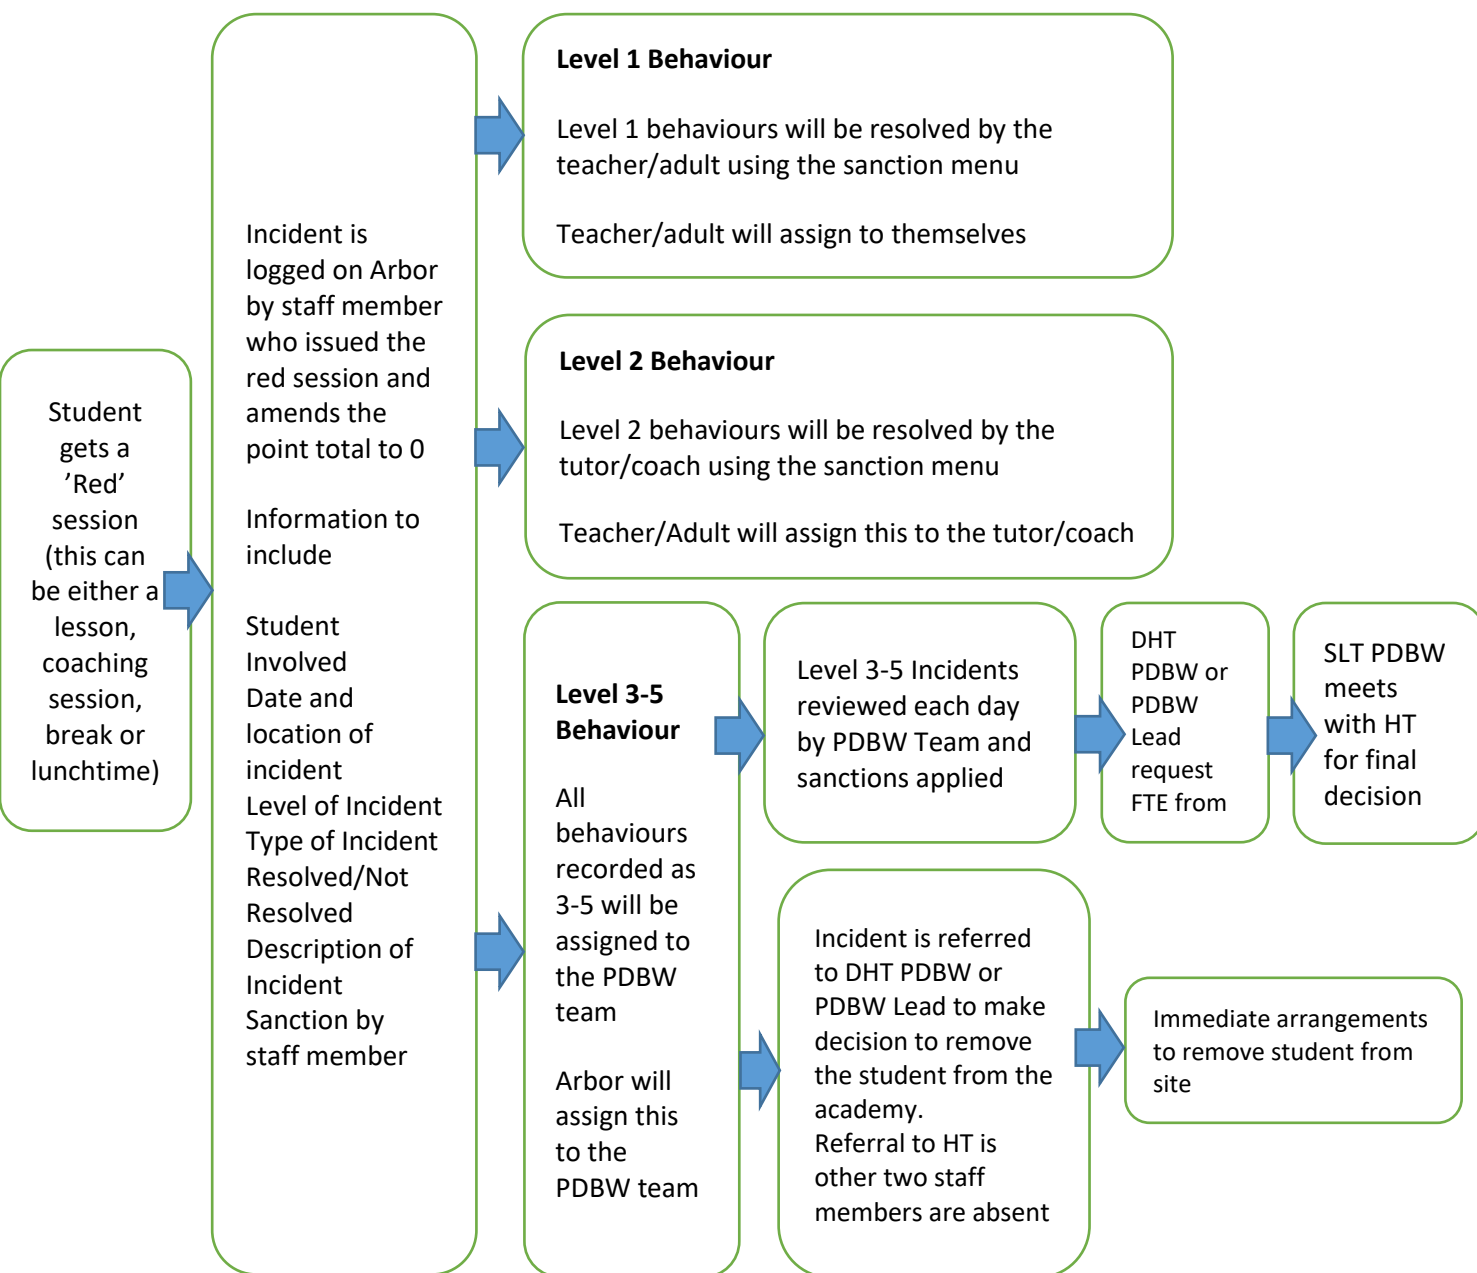 Student
gets a
’Red’
session
(this can
be either a
lesson,
coaching
session,
break or
lunchtime)
Incident is
logged on Arbor
by staff member
who issued the
red session and
amends the
point total to 0
Information to
include
Student
Involved
Date and
location of
incident
Level of Incident
Type of Incident
Resolved/Not
Resolved
Description of
Incident
Sanction by
staff member
Level 1 Behaviour
Level 1 behaviours will be resolved by the
teacher/adult using the sanction menu
Teacher/adult will assign to themselves
Level 2 Behaviour
Level 2 behaviours will be resolved by the
tutor/coach using the sanction menu
Teacher/Adult will assign this to the tutor/coach
Level 3-5
Behaviour
All
behaviours
recorded as
3-5 will be
assigned to
the PDBW
team
Arbor will
assign this
to the
PDBW team
Level 3-5 Incidents
reviewed each day
by PDBW Team and
sanctions applied
DHT
PDBW or
PDBW
Lead
request
FTE from
SLT PDBW
meets
with HT
for final
decision
Incident is referred
to DHT PDBW or
PDBW Lead to make
decision to remove
the student from the
academy.
Referral to HT is
other two staff
members are absent
Immediate arrangements
to remove student from
site